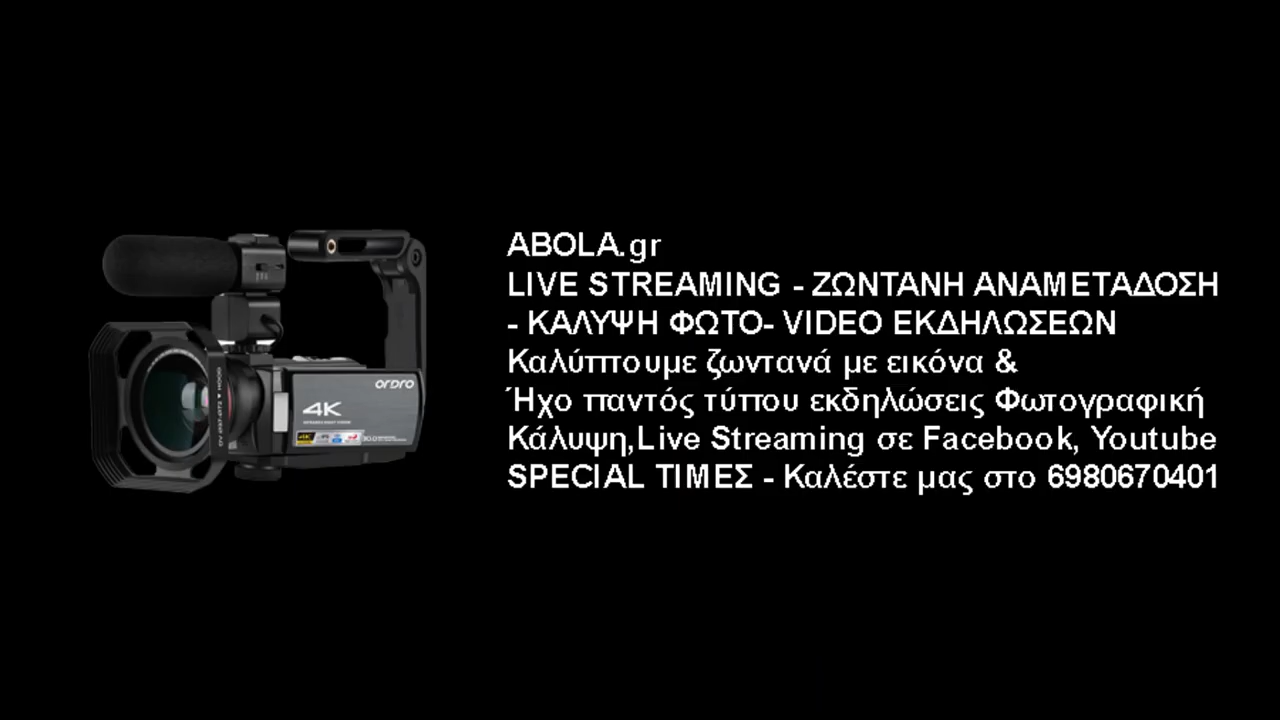 ABOLA.gr
LIVE STREAMING - ΖΩΝΤΑΝΗ ΑΝΑΜΕΤΑΔΟΣΗ
- ΚΑΛΥΨΗ ΦΩΤΟ- VIDEO ΕΚΔΗΛΩΣΕΩΝ
Καλύπτουμε ζωντανά με εικόνα &
Ήχο παντός τύπου εκδηλώσεις Φωτογραφική
Κάλυψη,Live Streaming σε Facebook, Youtube
SPECIAL ΤΙΜΕΣ - Καλέστε μας στο 6980670401
ordro
4K